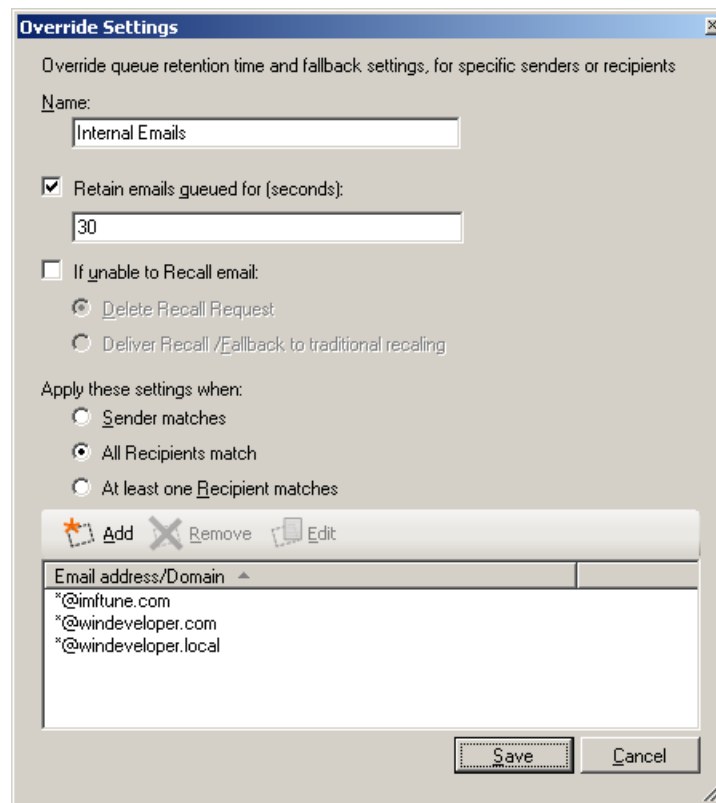 Override Settings
Override queue retention time and fallback settings, for specific senders or recipients
Name:
Internal Emails
Retain emails queued for (seconds):
30
If unable to Recall email:
Delete Recall Request
Deliver Recall /Fallback to traditional recaling
Apply these settings when:
Sender matches
All Recipients match
At least one Recipient matches
Add Remove Edit
Email address/Domain
*@imftune.com
*@windeveloper.com
*@windeveloper.local
Save Cancel